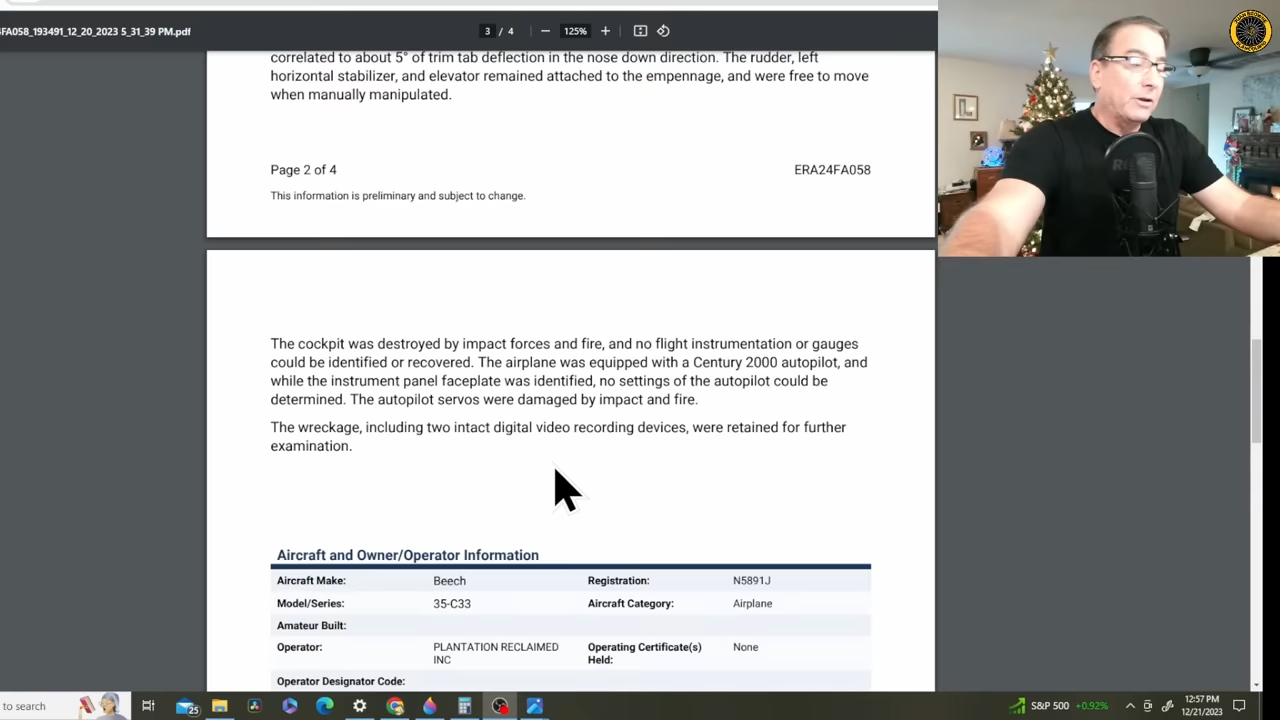 4FA058_193491_12_20_2023 5_31_39 PM.pdf
3 / 4
125%
correlated to about 5° of trim tab deflection in the nose down direction. The rudder, left
horizontal stabilizer, and elevator remained attached to the empennage, and were free to move
when manually manipulated.
Page 2 of 4
ERA24FA058
This information is preliminary and subject to change.
The cockpit was destroyed by impact forces and fire, and no flight instrumentation or gauges
could be identified or recovered. The airplane was equipped with a Century 2000 autopilot, and
while the instrument panel faceplate was identified, no settings of the autopilot could be
determined. The autopilot servos were damaged by impact and fire.
The wreckage, including two intact digital video recording devices, were retained for further
examination.
Aircraft and Owner/Operator Information
Aircraft Make: Beech Registration: N5891J
Model/Series: 35-C33 Aircraft Category: Airplane
Amateur Built:
Operator: PLANTATION RECLAIMED Operating Certificate(s) None
INC Held:
Operator Designator Code:
to search
25
S&P 500 +0.92%
12:57 PM
12/21/2023